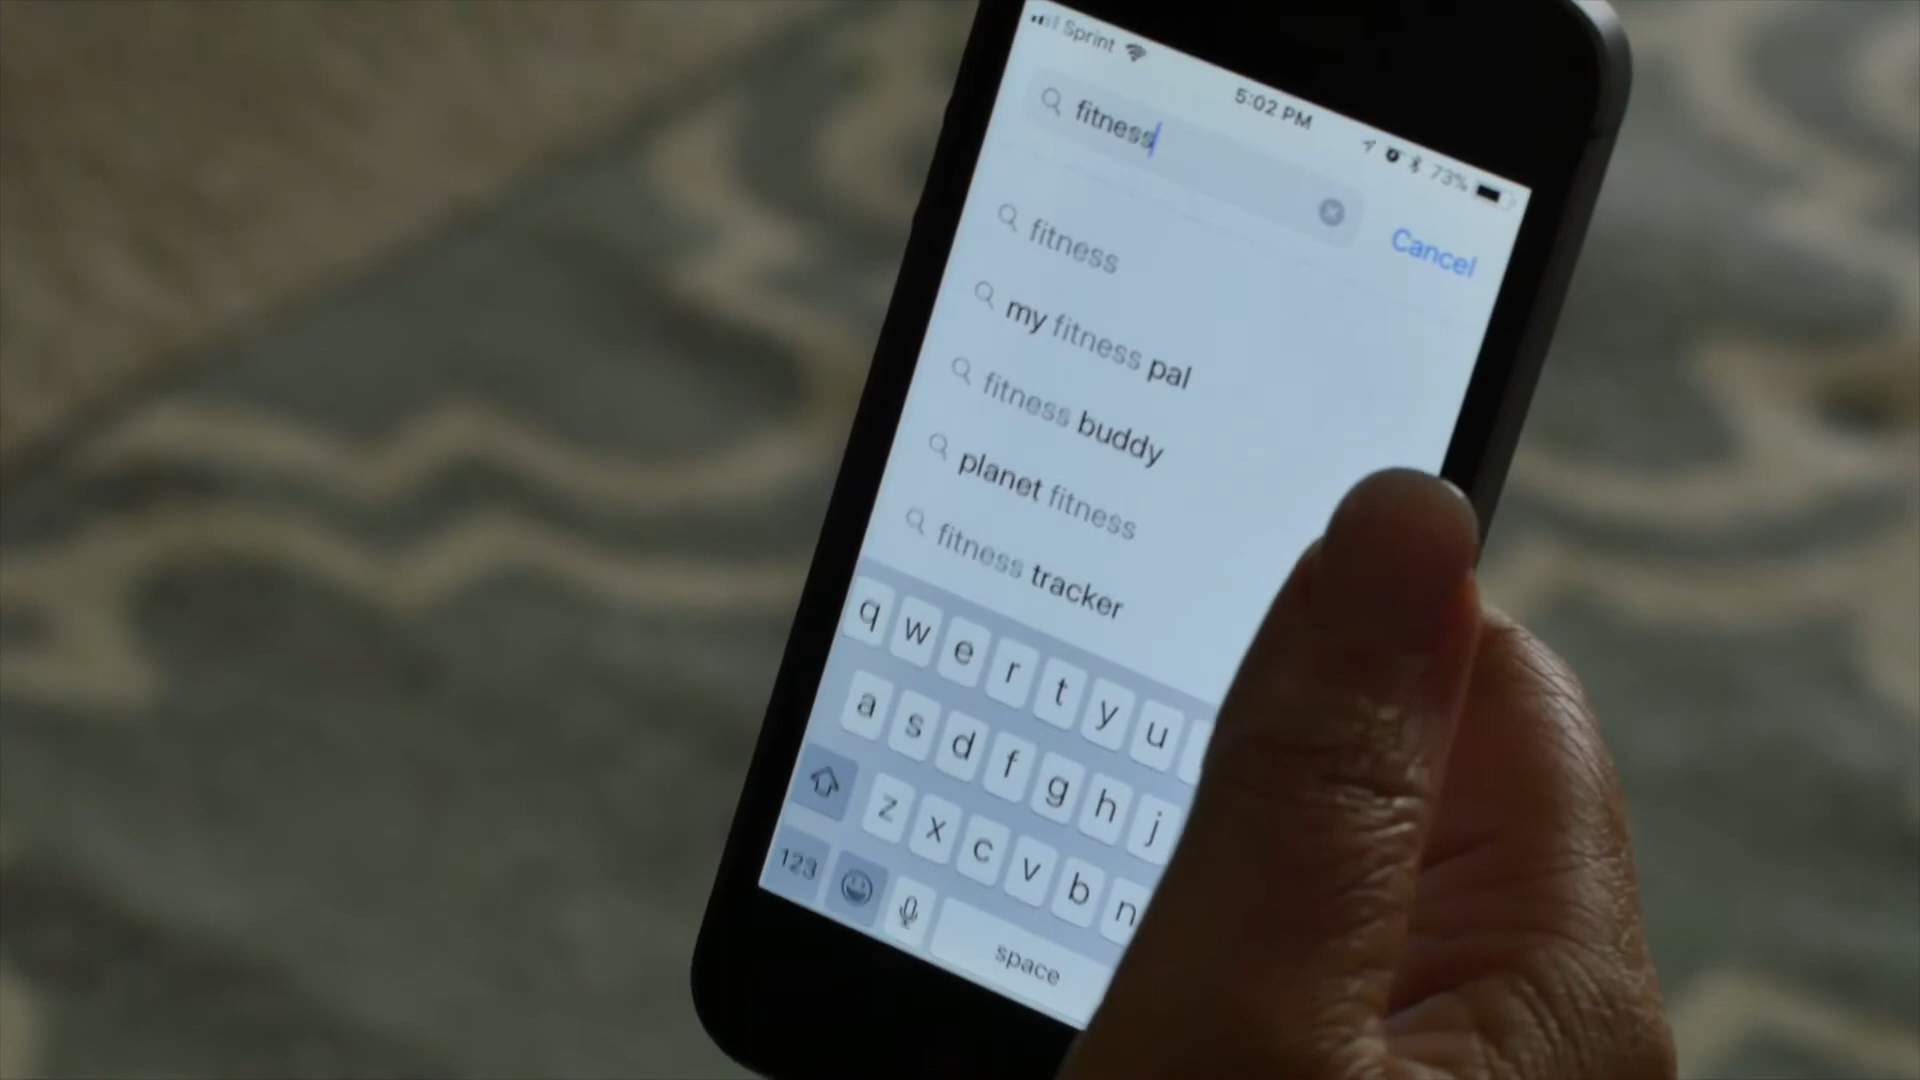 Sprint 5:02 PM 73%
fitness Cancel
fitness
my fitness pal
fitness buddy
planet fitness
fitness tracker
q w e r t y u
a s d f g h j
z x c v b n
123 space